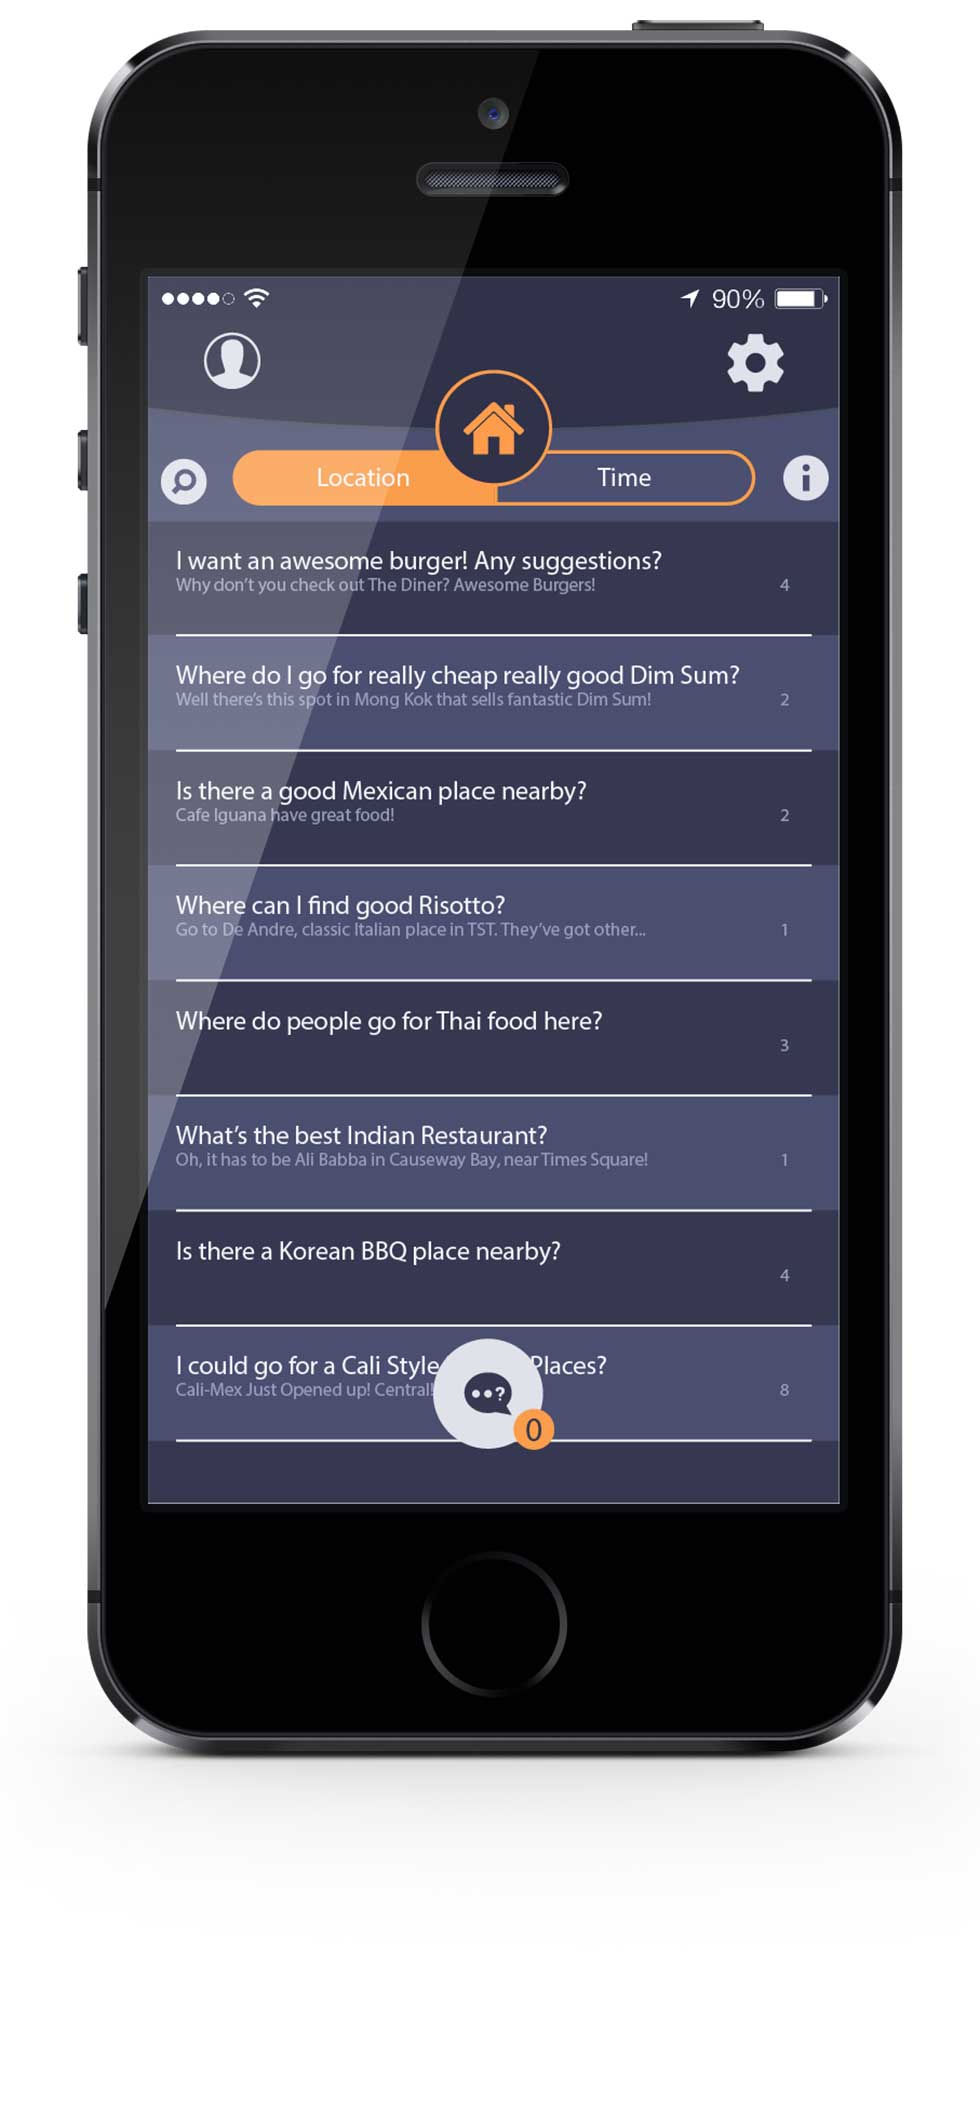 90%
Location Time
I want an awesome burger! Any suggestions?
Why don't you check out The Diner? Awesome Burgers! 4
Where do I go for really cheap really good Dim Sum?
Well there's this spot in Mong Kok that sells fantastic Dim Sum! 2
Is there a good Mexican place nearby?
Cafe Iguana have great food! 2
Where can I find good Risotto?
Go to De Andre, classic Italian place in TST. They've got other... 1
Where do people go for Thai food here?
3
What's the best Indian Restaurant?
Oh, it has to be Ali Babba in Causeway Bay, near Times Square! 1
Is there a Korean BBQ place nearby?
4
I could go for a Cali Style Places?
Cali-Mex Just Opened up! Central! 8
..?
0